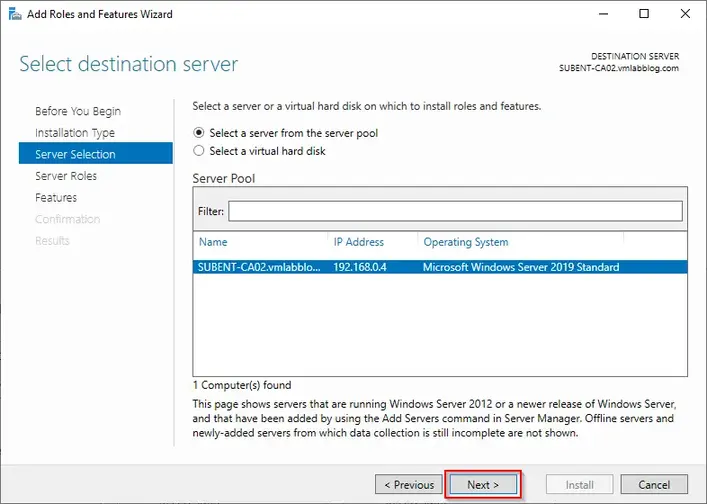 Add Roles and Features Wizard
Select destination server
DESTINATION SERVER
SUBENT-CA02.vmlabblog.com
Before You Begin
Installation Type
Server Selection
Server Roles
Features
Confirmation
Results
Select a server or a virtual hard disk on which to install roles and features.
Select a server from the server pool
Select a virtual hard disk
Server Pool
Filter:
Name IP Address Operating System
SUBENT-CA02.vmlabblo... 192.168.0.4 Microsoft Windows Server 2019 Standard
1 Computer(s) found
This page shows servers that are running Windows Server 2012 or a newer release of Windows Server,
and that have been added by using the Add Servers command in Server Manager. Offline servers and
newly-added servers from which data collection is still incomplete are not shown.
< Previous Next > Install Cancel